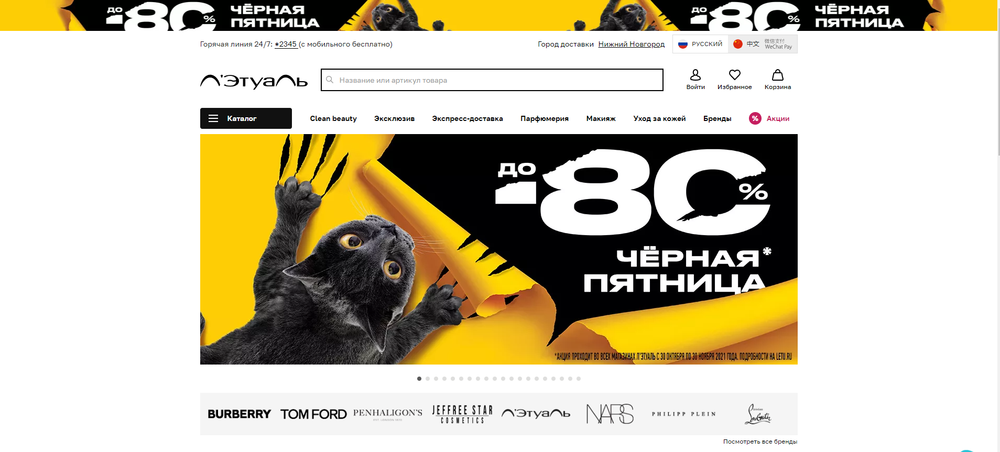 до -80% ЧЁРНАЯ ПЯТНИЦА
до -80% ЧЁРНАЯ ПЯТНИЦА
Горячая линия 24/7: *2345 (с мобильного бесплатно)
Город доставки Нижний Новгород
РУССКИЙ
中文
微信支付
WeChat Pay
Л'Этуаль
Название или артикул товара
Войти
Избранное
Корзина
Каталог
Clean beauty
Эксклюзив
Экспресс-доставка
Парфюмерия
Макияж
Уход за кожей
Бренды
% Акции
до
-80%
ЧЁРНАЯ*
ПЯТНИЦА
*АКЦИЯ ПРОХОДИТ ВО ВСЕХ МАГАЗИНАХ Л'ЭТУАЛЬ С 30 ОКТЯБРЯ ПО 30 НОЯБРЯ 2021 ГОДА. ПОДРОБНОСТИ НА LETU.RU
BURBERRY
TOM FORD
PENHALIGON'S
EST. LONDON 1870
JEFFREE STAR
COSMETICS
Л'Этуаль
NARS
PHILIPP PLEIN
Christian
Louboutin
Посмотреть все бренды